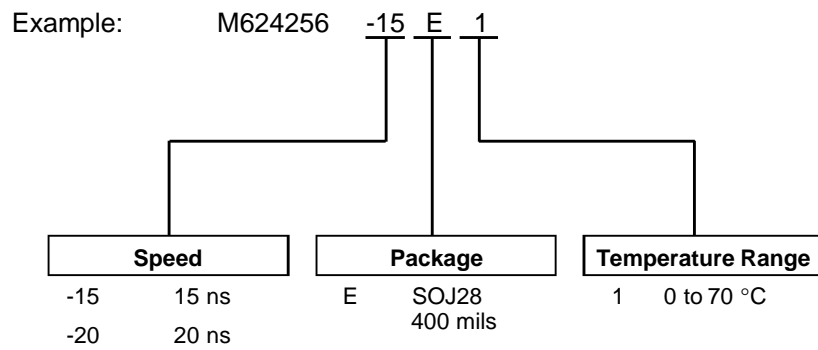 Example: M624256 -15 E 1
Speed Package Temperature Range
-15 15 ns E SOJ28 1 0 to 70 °C
400 mils
-20 20 ns